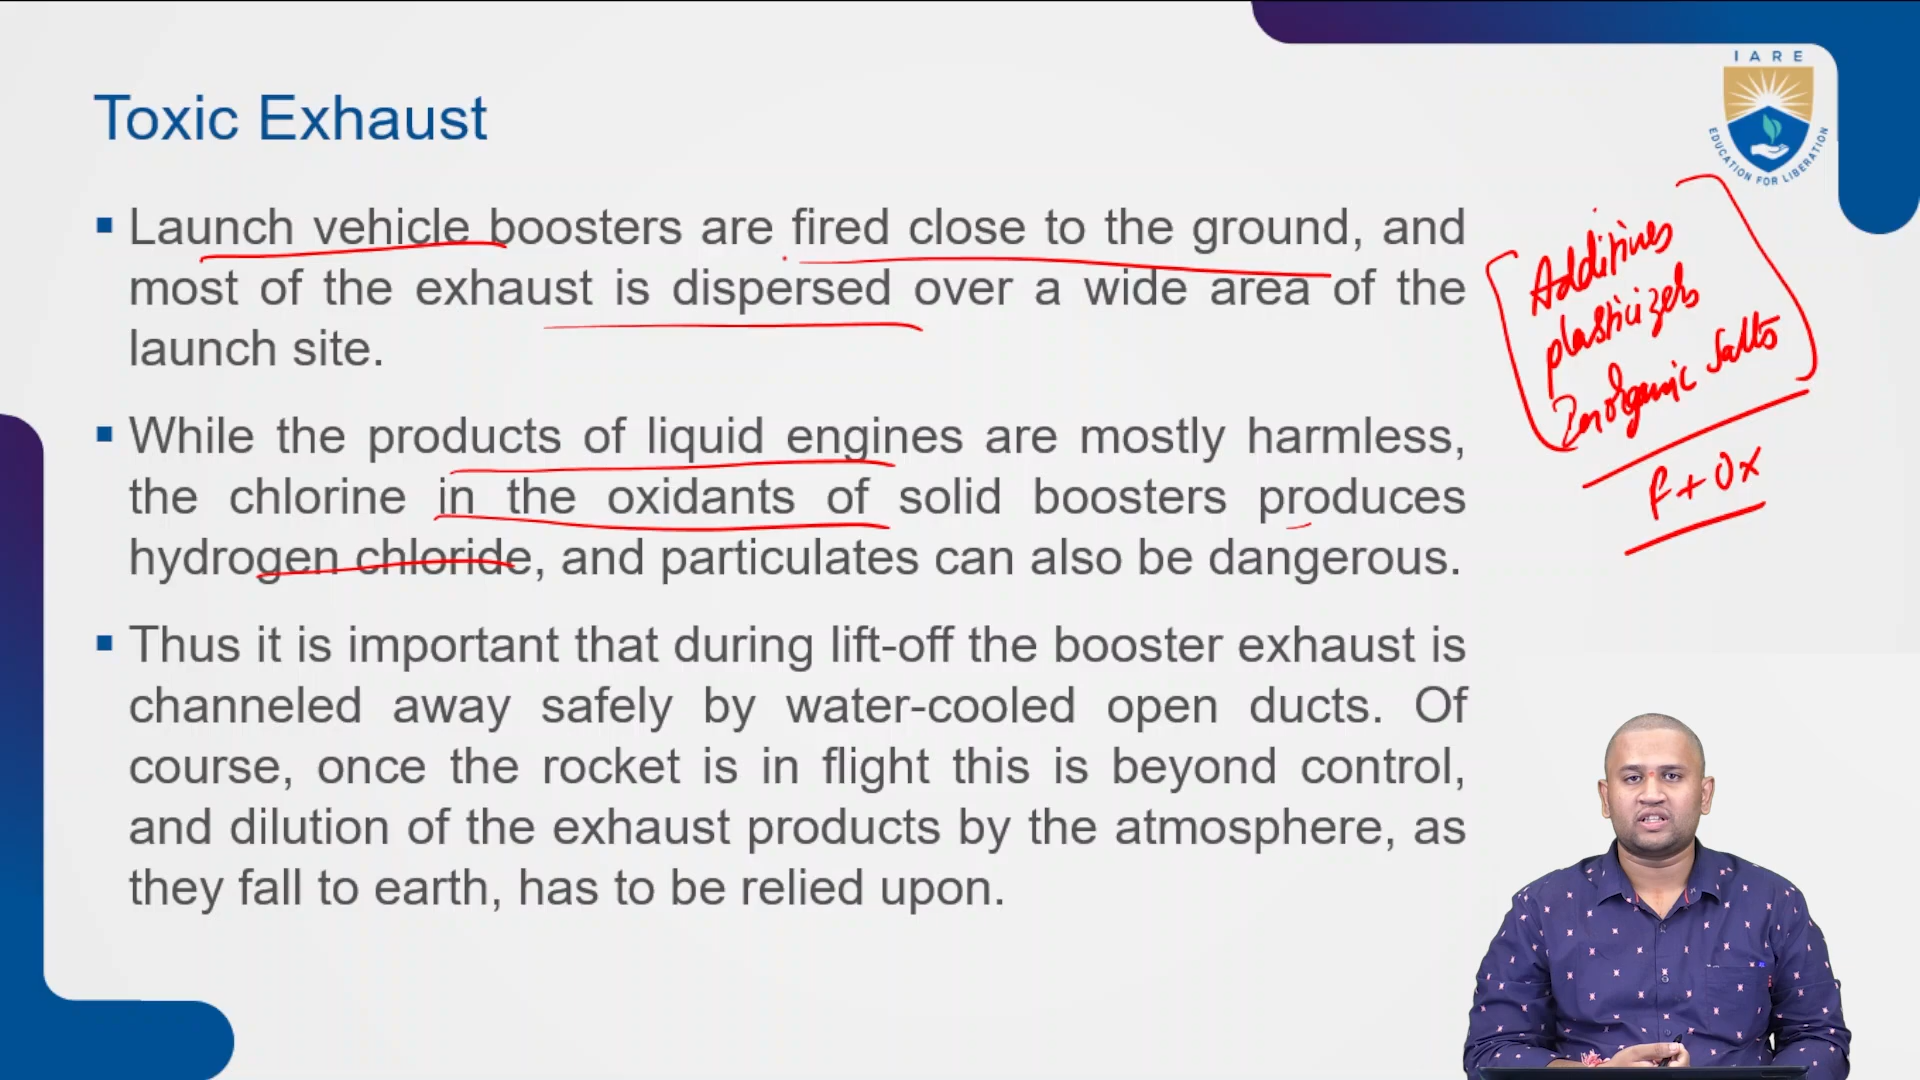 IARE
EDUCATION FOR LIBERATION
Toxic Exhaust
Launch vehicle boosters are fired close to the ground, and
most of the exhaust is dispersed over a wide area of the
launch site.
While the products of liquid engines are mostly harmless,
the chlorine in the oxidants of solid boosters produces
hydrogen chloride, and particulates can also be dangerous.
Thus it is important that during lift-off the booster exhaust is
channeled away safely by water-cooled open ducts. Of
course, once the rocket is in flight this is beyond control,
and dilution of the exhaust products by the atmosphere, as
they fall to earth, has to be relied upon.
Additives
plasticizers
Inorganic Salts
F + Ox